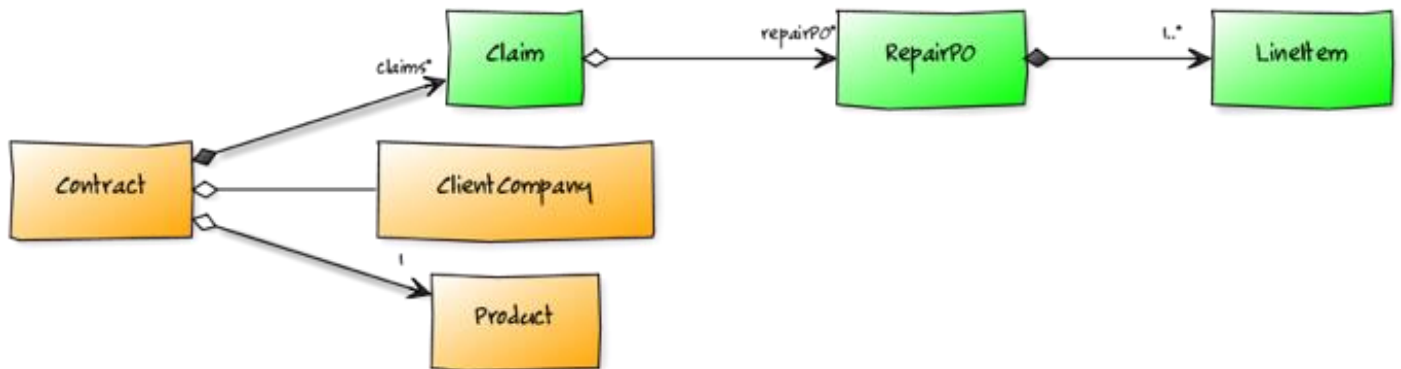 Claim
repairPO*
RepairPO
1..*
LineItem
claims*
Contract
ClientCompany
1
Product